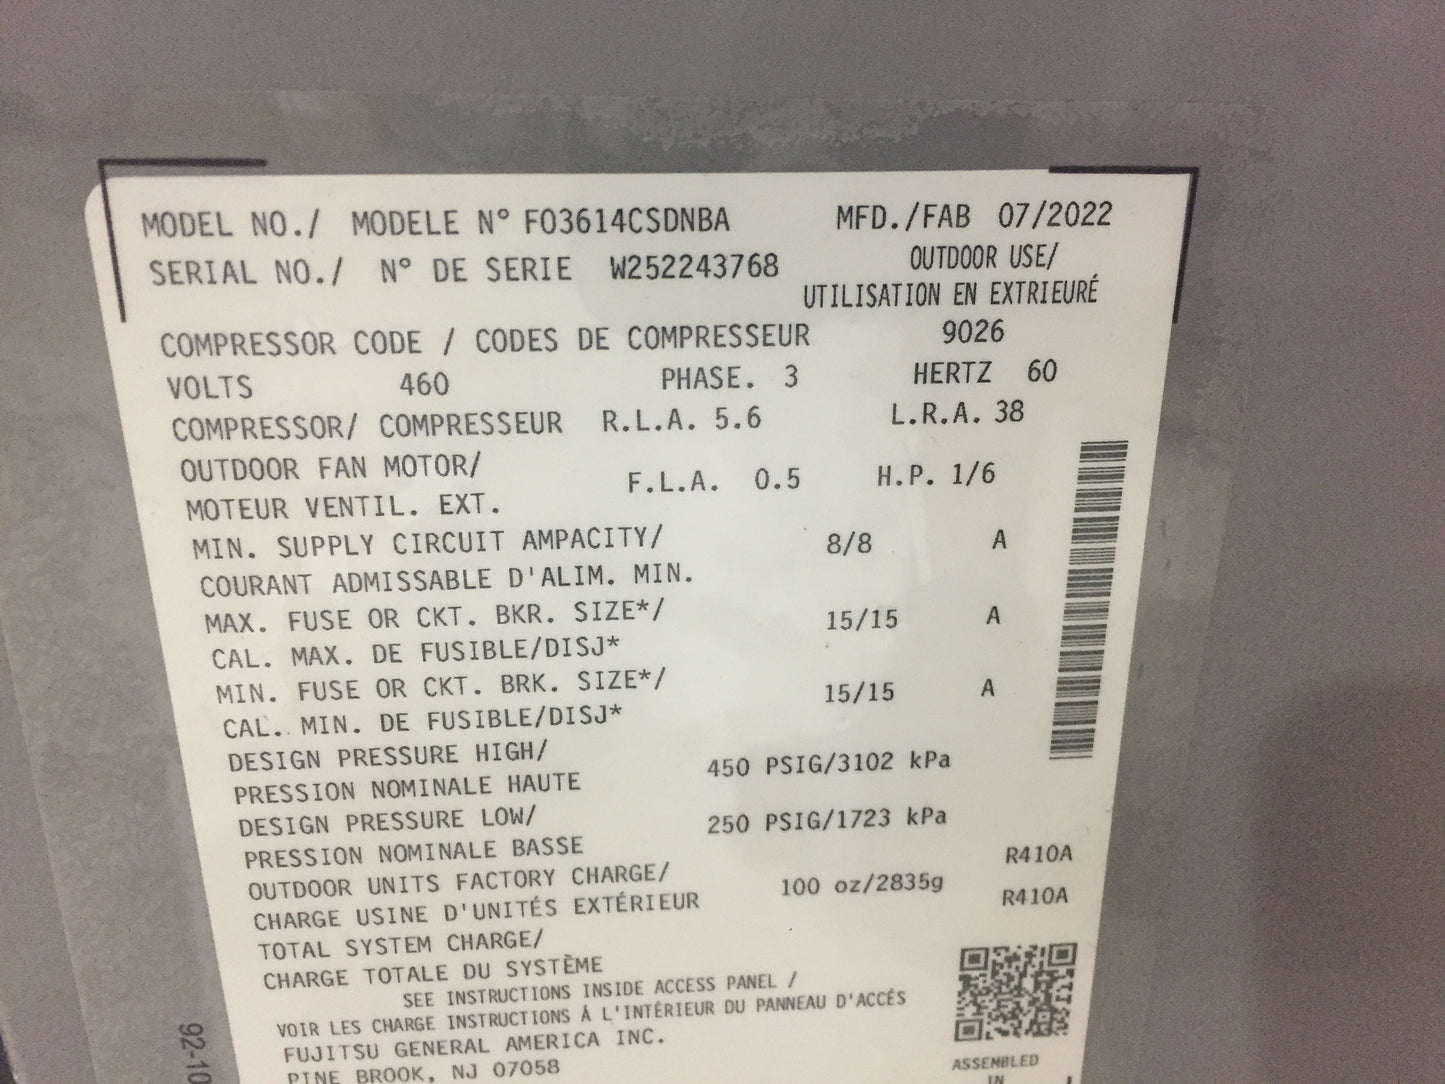 MODEL NO./ MODELE N° FO3614CSDNBA MFD./FAB 07/2022
SERIAL NO./ N° DE SERIE W252243768 OUTDOOR USE/
UTILISATION EN EXTRIEURÉ
COMPRESSOR CODE / CODES DE COMPRESSEUR 9026
VOLTS 460 PHASE. 3 HERTZ 60
COMPRESSOR/ COMPRESSEUR R.L.A. 5.6 L.R.A. 38
OUTDOOR FAN MOTOR/
MOTEUR VENTIL. EXT. F.L.A. 0.5 H.P. 1/6
MIN. SUPPLY CIRCUIT AMPACITY/ 8/8 A
COURANT ADMISSABLE D'ALIM. MIN.
MAX. FUSE OR CKT. BKR. SIZE*/ 15/15 A
CAL. MAX. DE FUSIBLE/DISJ*
MIN. FUSE OR CKT. BRK. SIZE*/ 15/15 A
CAL. MIN. DE FUSIBLE/DISJ*
DESIGN PRESSURE HIGH/ 450 PSIG/3102 kPa
PRESSION NOMINALE HAUTE
DESIGN PRESSURE LOW/ 250 PSIG/1723 kPa
PRESSION NOMINALE BASSE
OUTDOOR UNITS FACTORY CHARGE/ 100 oz/2835g R410A
CHARGE USINE D'UNITÉS EXTÉRIEUR R410A
TOTAL SYSTEM CHARGE/
CHARGE TOTALE DU SYSTÈME
SEE INSTRUCTIONS INSIDE ACCESS PANEL /
VOIR LES CHARGE INSTRUCTIONS Á L'INTÉRIEUR DU PANNEAU D'ACCÉS
FUJITSU GENERAL AMERICA INC.
PINE BROOK, NJ 07058
ASSEMBLED
IN